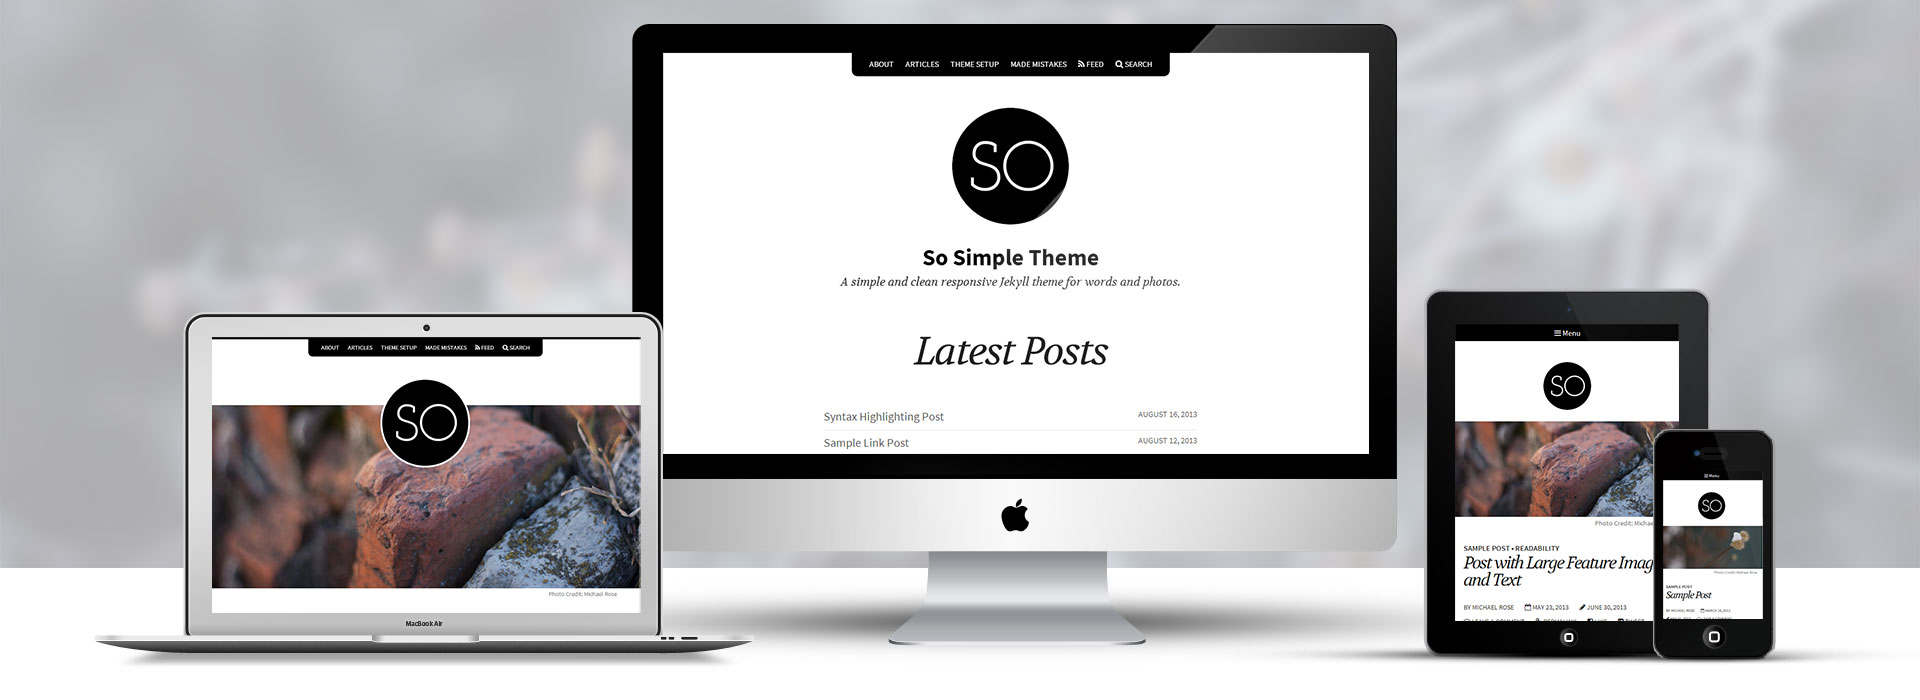 ABOUT ARTICLES THEME SETUP MADE MISTAKES FEED SEARCH
SO
So Simple Theme
A simple and clean responsive Jekyll theme for words and photos.
Latest Posts
Syntax Highlighting Post AUGUST 16, 2013
Sample Link Post AUGUST 12, 2013
ABOUT ARTICLES THEME SETUP MADE MISTAKES FEED SEARCH
SO
Photo Credit: Michael Rose
MacBook Air
Menu
SO
Photo Credit: Michae
SAMPLE POST • READABILITY
Post with Large Feature Imag
and Text
BY MICHAEL ROSE MAY 23, 2013 JUNE 30, 2013
Menu
SO
Photo Credit: Michael Rose
SAMPLE POST
Sample Post
BY MICHAEL ROSE